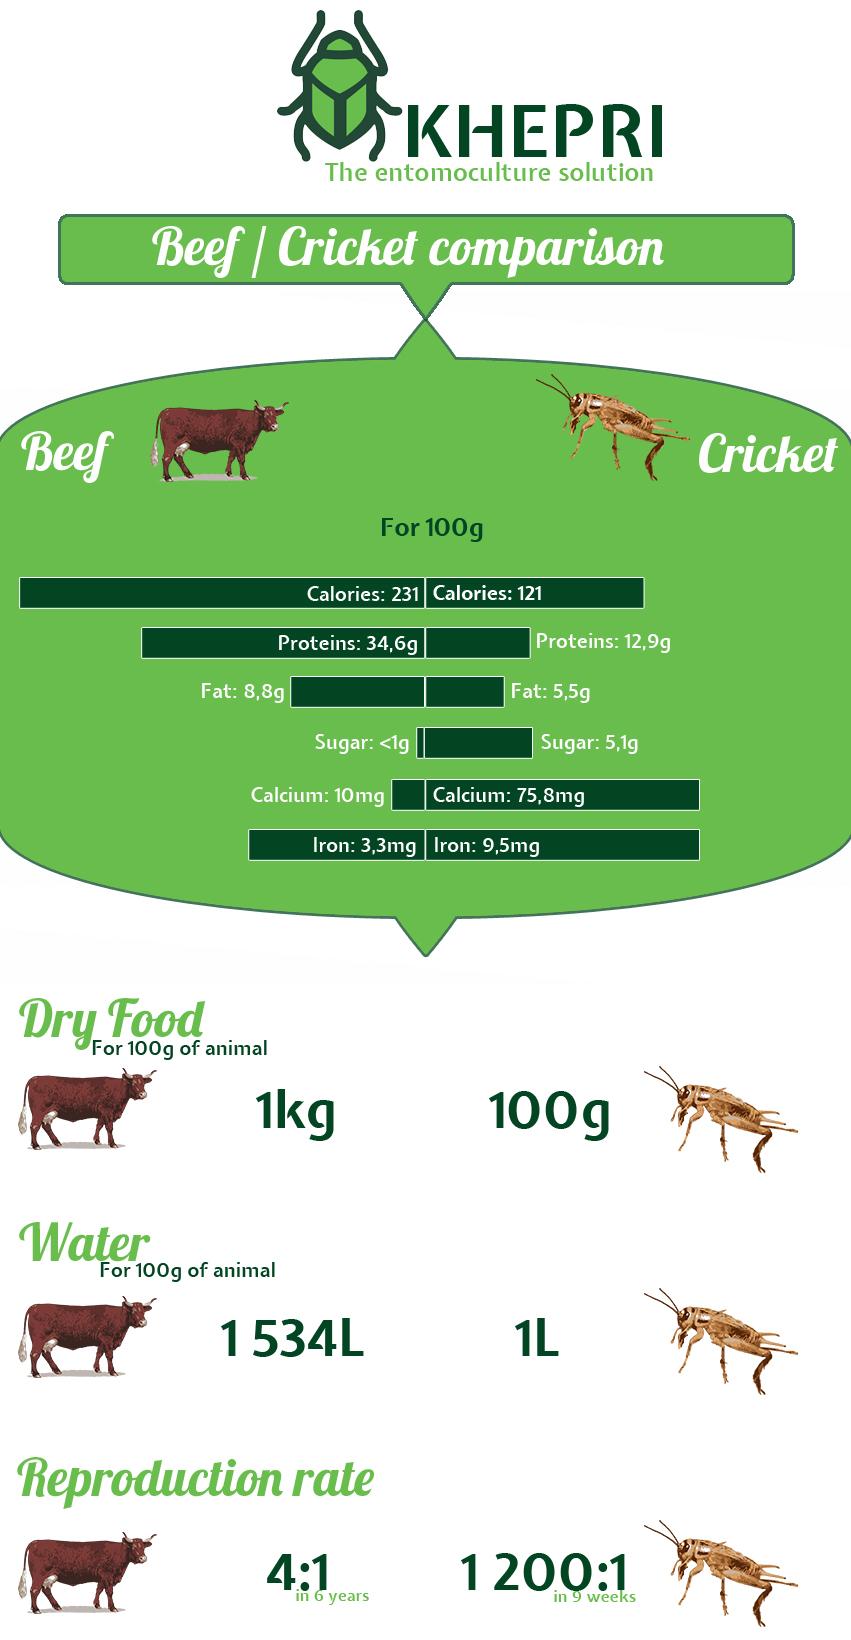 KHEPRI
The entomoculture solution
Beef / Cricket comparison
Beef
Cricket
For 100g
Calories: 231 Calories: 121
Proteins: 34,6g Proteins: 12,9g
Fat: 8,8g Fat: 5,5g
Sugar: <1g Sugar: 5,1g
Calcium: 10mg Calcium: 75,8mg
Iron: 3,3mg Iron: 9,5mg
Dry Food
For 100g of animal
1kg 100g
Water
For 100g of animal
1 534L 1L
Reproduction rate
4:1 1 200:1
in 6 years in 9 weeks